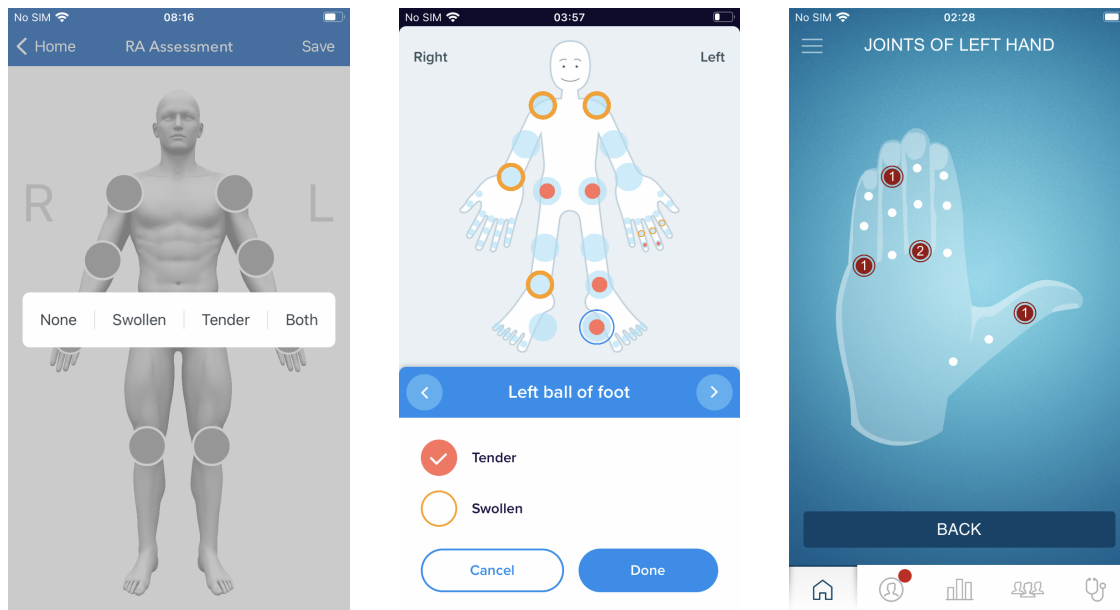 No SIM 08:16
Home RA Assessment Save
R L
None Swollen Tender Both
No SIM 03:57
Right Left
Left ball of foot
Tender
Swollen
Cancel Done
No SIM 02:28
JOINTS OF LEFT HAND
1
1 2
1
BACK